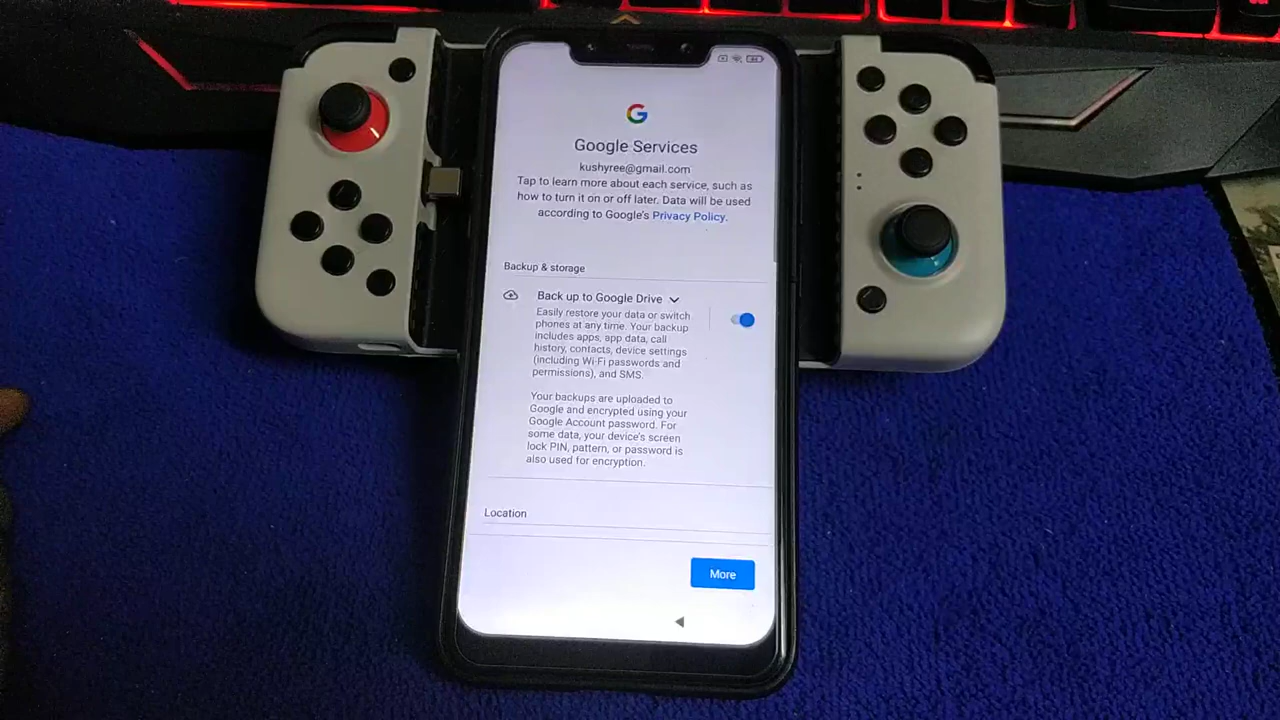 Google Services
kushyree@gmail.com
Tap to learn more about each service, such as
how to turn it on or off later. Data will be used
according to Google's Privacy Policy.
Backup & storage
Back up to Google Drive
Easily restore your data or switch
phones at any time. Your backup
includes apps, app data, call
history, contacts, device settings
(including Wi-Fi passwords and
permissions), and SMS.
Your backups are uploaded to
Google and encrypted using your
Google Account password. For
some data, your device's screen
lock PIN, pattern, or password is
also used for encryption.
Location
More